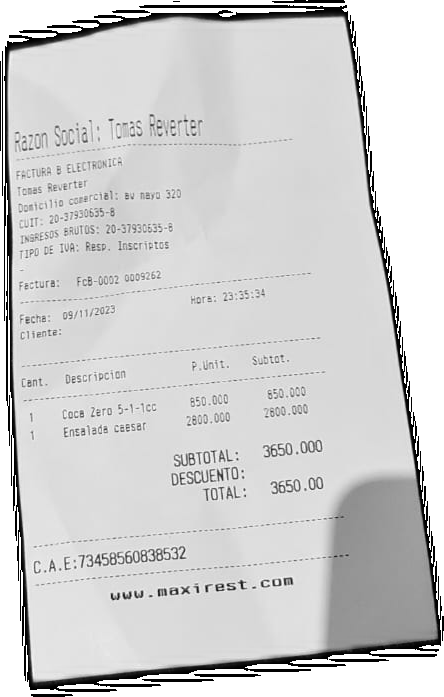 Razon Social: Tomas Reverter
FACTURA B ELECTRONICA
Tomas Reverter
Domicilio comercial: av mayo 320
CUIT: 20-37930635-8
INGRESOS BRUTOS: 20-37930635-8
TIPO DE IVA: Resp. Inscriptos
-
Factura: FcB-0002 0009262
Fecha: 09/11/2023 Hora: 23:35:34
Cliente:
Cant. Descripcion P.Unit. Subtot.
1 Coca Zero 5-1-1cc 850.000 850.000
1 Ensalada caesar 2800.000 2800.000
SUBTOTAL: 3650.000
DESCUENTO:
TOTAL: 3650.00
C.A.E:73458560838532
www.maxirest.com